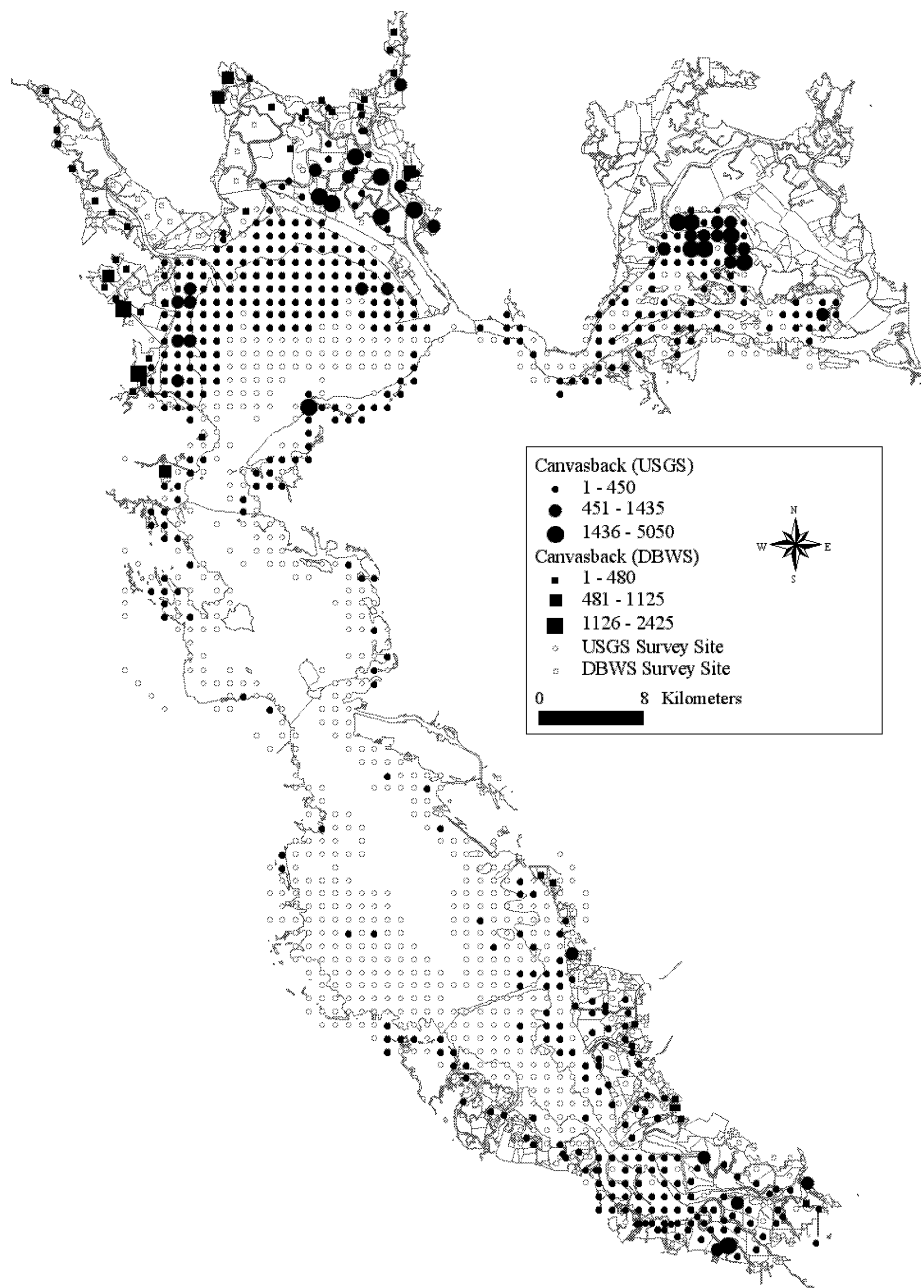 Canvasback (USGS)
1 - 450
451 - 1435
1436 - 5050
Canvasback (DBWS)
1 - 480
481 - 1125
1126 - 2425
USGS Survey Site
DBWS Survey Site
0 8 Kilometers
N
W E
S